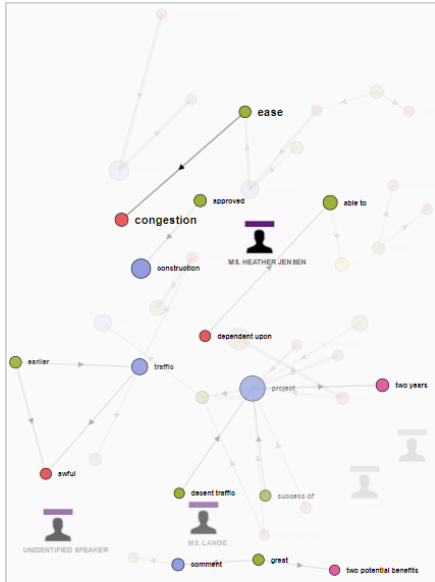 ease
congestion
approved
able to
MS. HEATHER JENSEN
construction
dependent upon
earlier
traffic
project
two years
awful
decent traffic
success of
UNIDENTIFIED SPEAKER
MS. LANGE
comment
great
two potential benefits